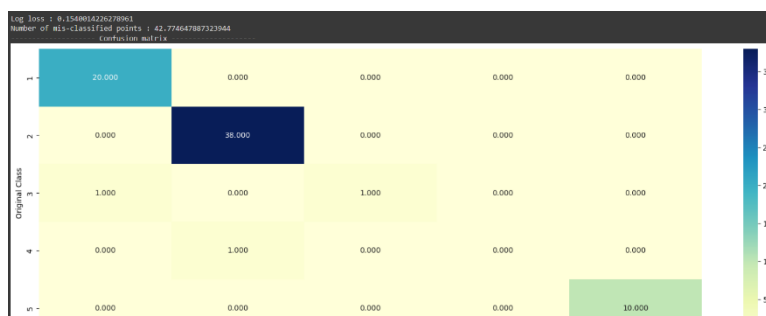 Log loss : 0.1540014226278961
Number of mis-classified points : 42.774647887323944
-------------------- Confusion matrix --------------------
1 20.000 0.000 0.000 0.000 0.000
2 0.000 38.000 0.000 0.000 0.000
Original Class
3 1.000 0.000 1.000 0.000 0.000
4 0.000 1.000 0.000 0.000 0.000
5 0.000 0.000 0.000 0.000 10.000